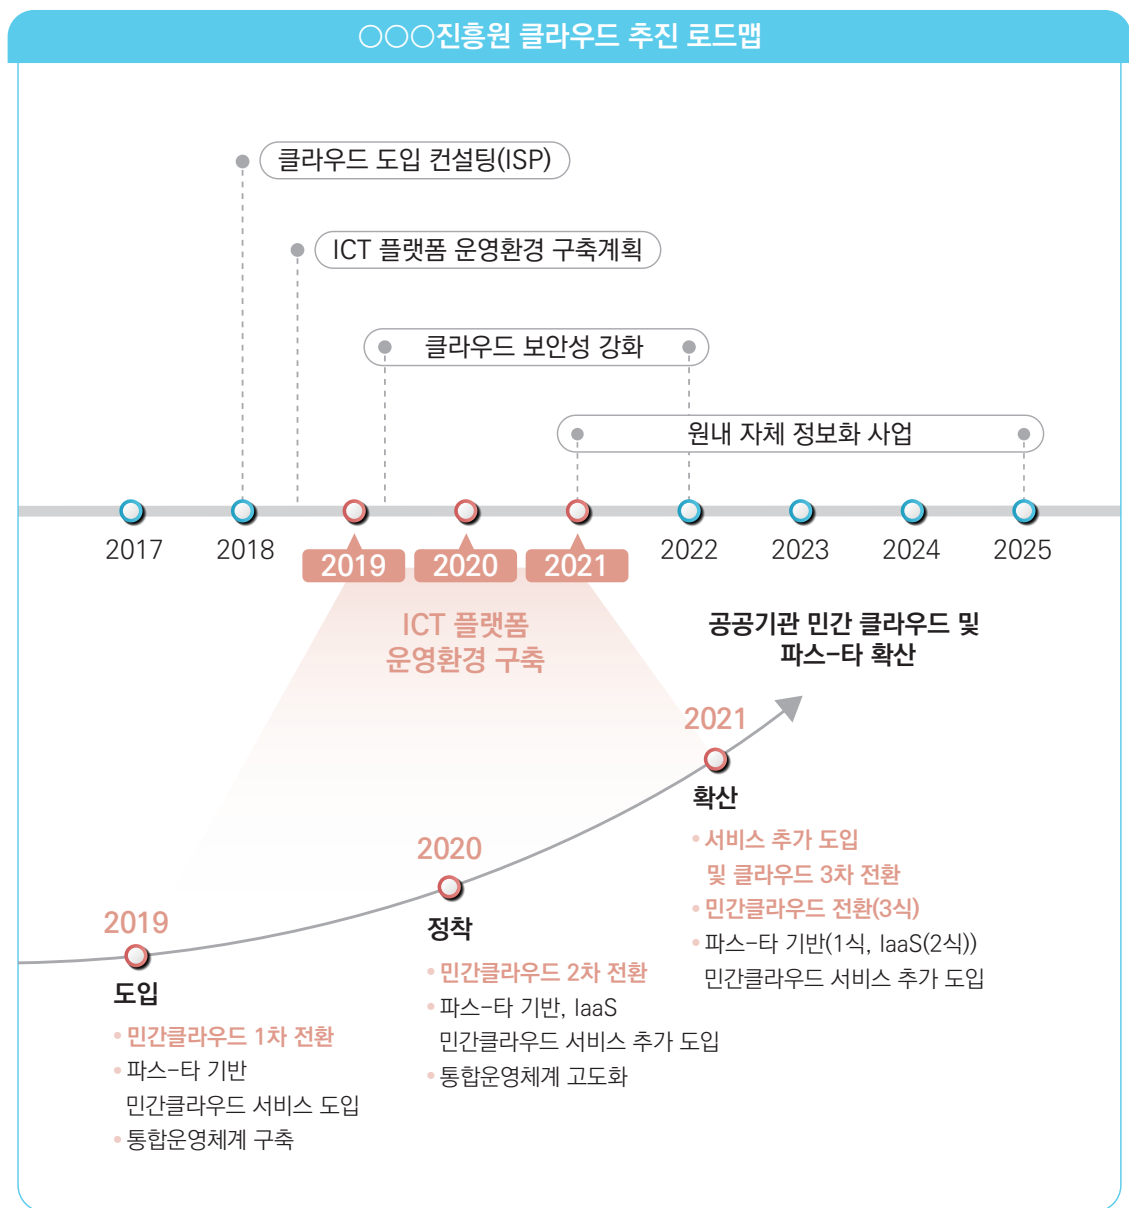 ○○○진흥원 클라우드 추진 로드맵
클라우드 도입 컨설팅(ISP)
ICT 플랫폼 운영환경 구축계획
클라우드 보안성 강화
원내 자체 정보화 사업
2017 2018 2019 2020 2021 2022 2023 2024 2025
ICT 플랫폼
운영환경 구축
공공기관 민간 클라우드 및
파스-타 확산
2019
도입
• 민간클라우드 1차 전환
• 파스-타 기반
민간클라우드 서비스 도입
• 통합운영체계 구축
2020
정착
• 민간클라우드 2차 전환
• 파스-타 기반, IaaS
민간클라우드 서비스 추가 도입
• 통합운영체계 고도화
2021
확산
• 서비스 추가 도입
및 클라우드 3차 전환
• 민간클라우드 전환(3식)
• 파스-타 기반(1식, IaaS(2식))
민간클라우드 서비스 추가 도입